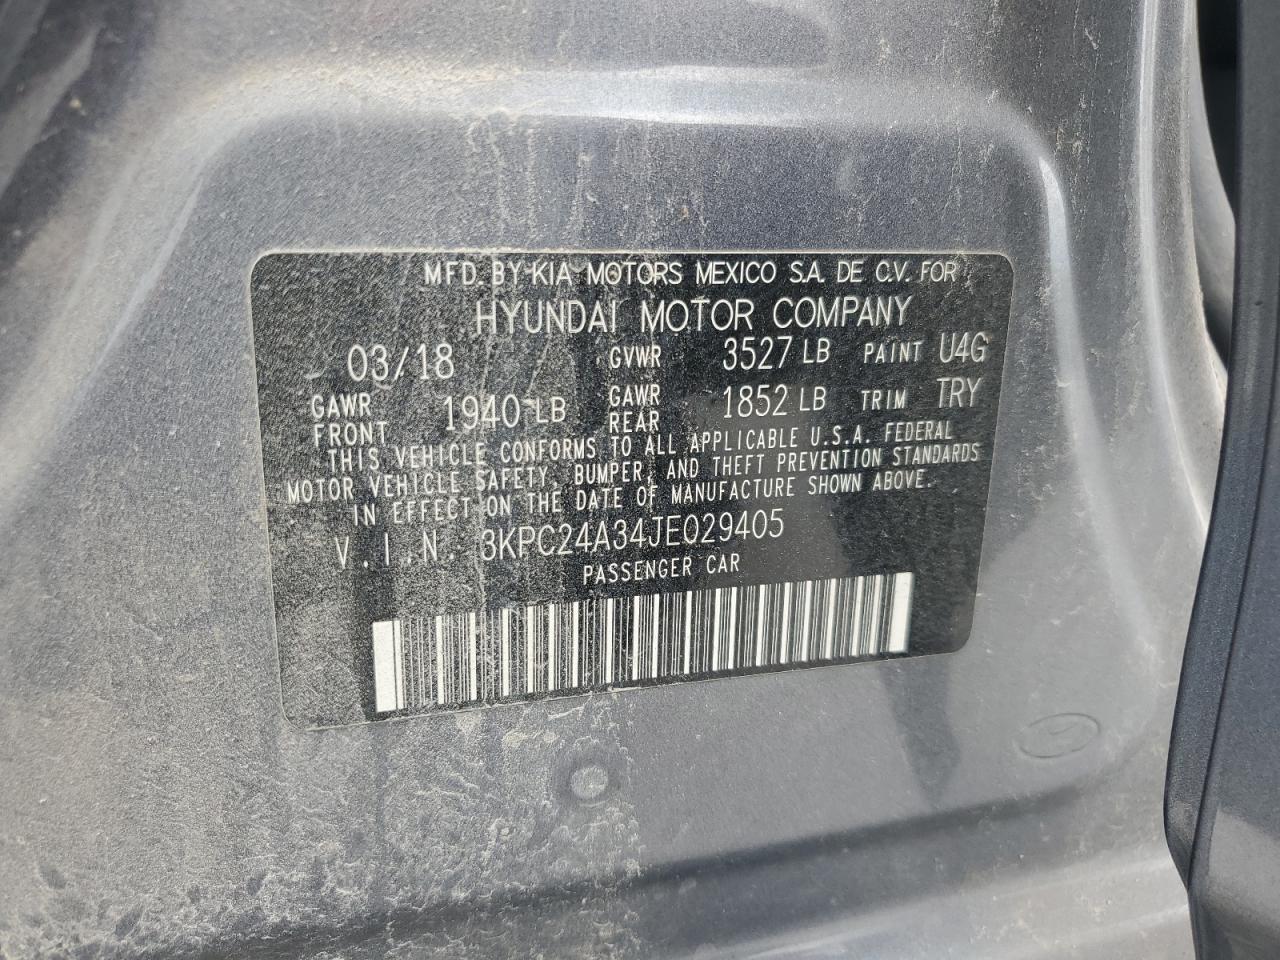 MFD. BY KIA MOTORS MEXICO S.A. DE C.V. FOR
HYUNDAI MOTOR COMPANY
03/18 GVWR 3527 LB PAINT U4G
GAWR FRONT 1940 LB GAWR REAR 1852 LB TRIM TRY
THIS VEHICLE CONFORMS TO ALL APPLICABLE U.S.A. FEDERAL
MOTOR VEHICLE SAFETY, BUMPER, AND THEFT PREVENTION STANDARDS
IN EFFECT ON THE DATE OF MANUFACTURE SHOWN ABOVE.
V.I.N. 3KPC24A34JE029405
PASSENGER CAR